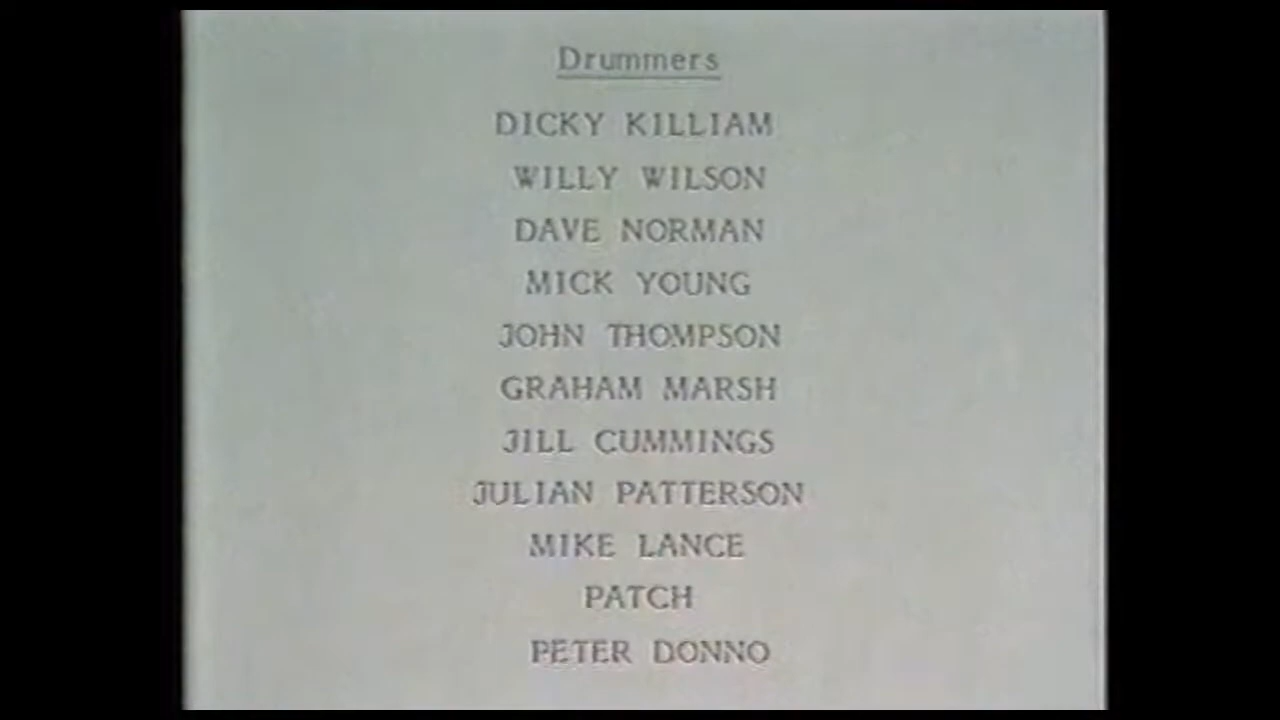 Drummers
DICKY KILLIAM
WILLY WILSON
DAVE NORMAN
MICK YOUNG
JOHN THOMPSON
GRAHAM MARSH
JILL CUMMINGS
JULIAN PATTERSON
MIKE LANCE
PATCH
PETER DONNO